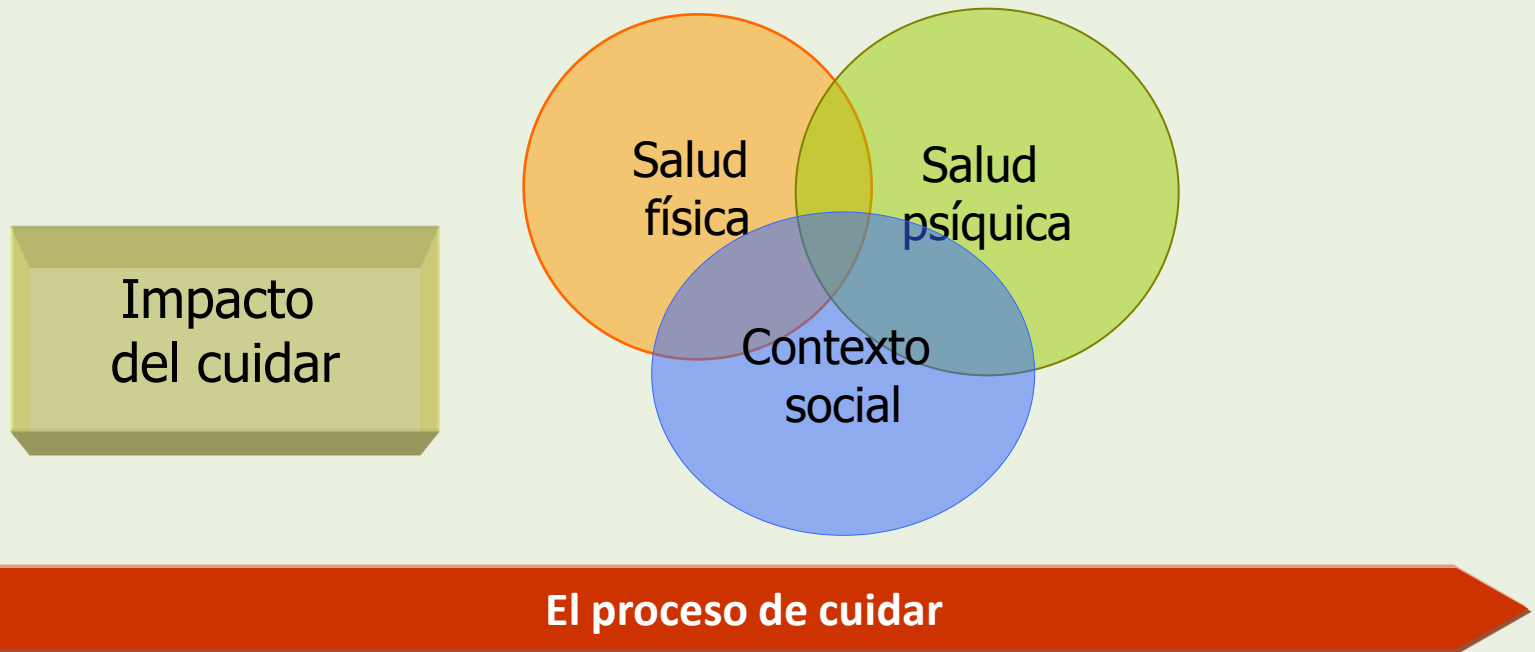 Salud
física
Salud
psíquica
Impacto
del cuidar
Contexto
social
El proceso de cuidar